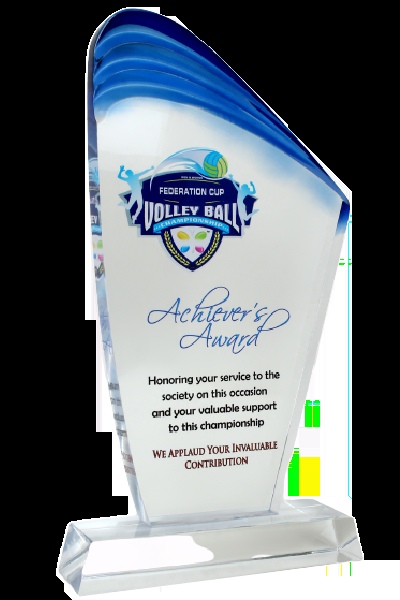 FEDERATION CUP
VOLLEY BALL
CHAMPIONSHIP
Achiever's
Award
Honoring your service to the
society on this occasion
and your valuable support
to this championship
WE APPLAUD YOUR INVALUABLE
CONTRIBUTION